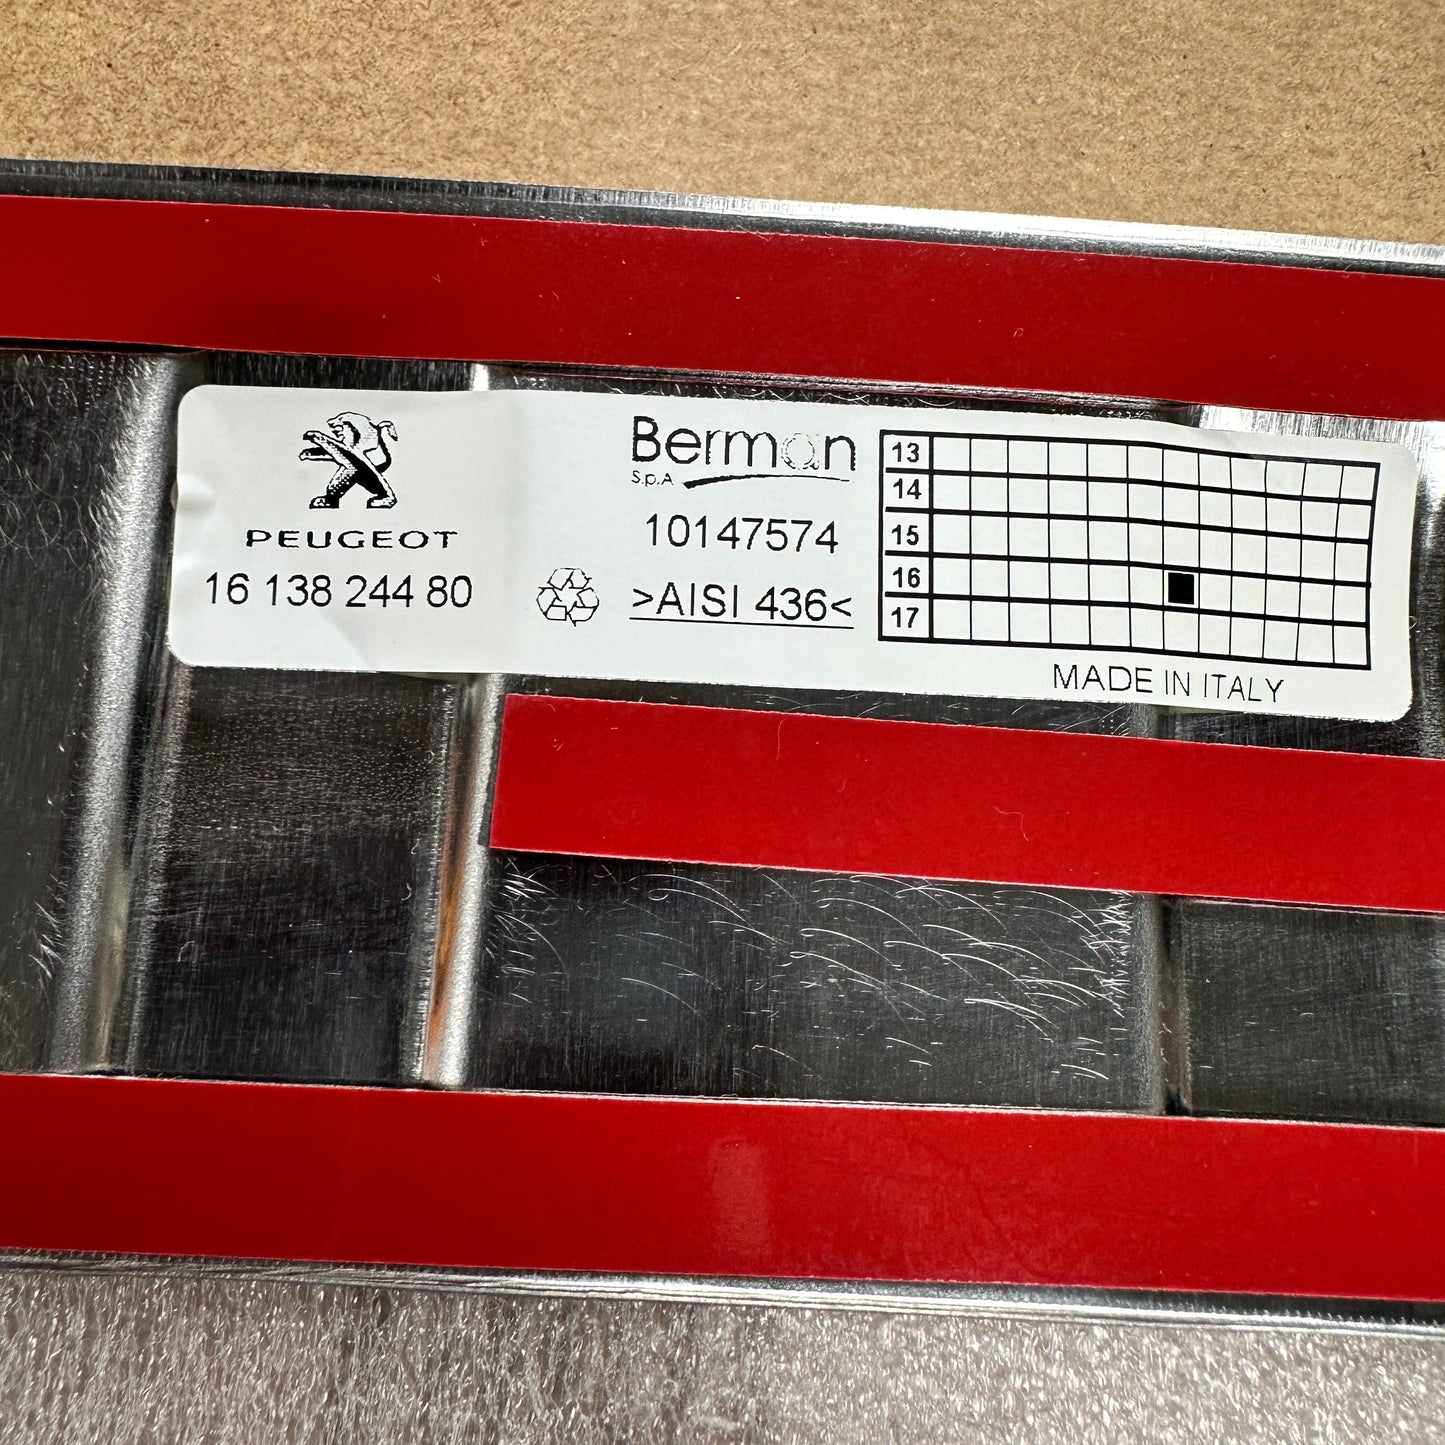 PEUGEOT
16 138 244 80
Berman
S.p.A
10147574
>AISI 436<
13
14
15
16
17
MADE IN ITALY